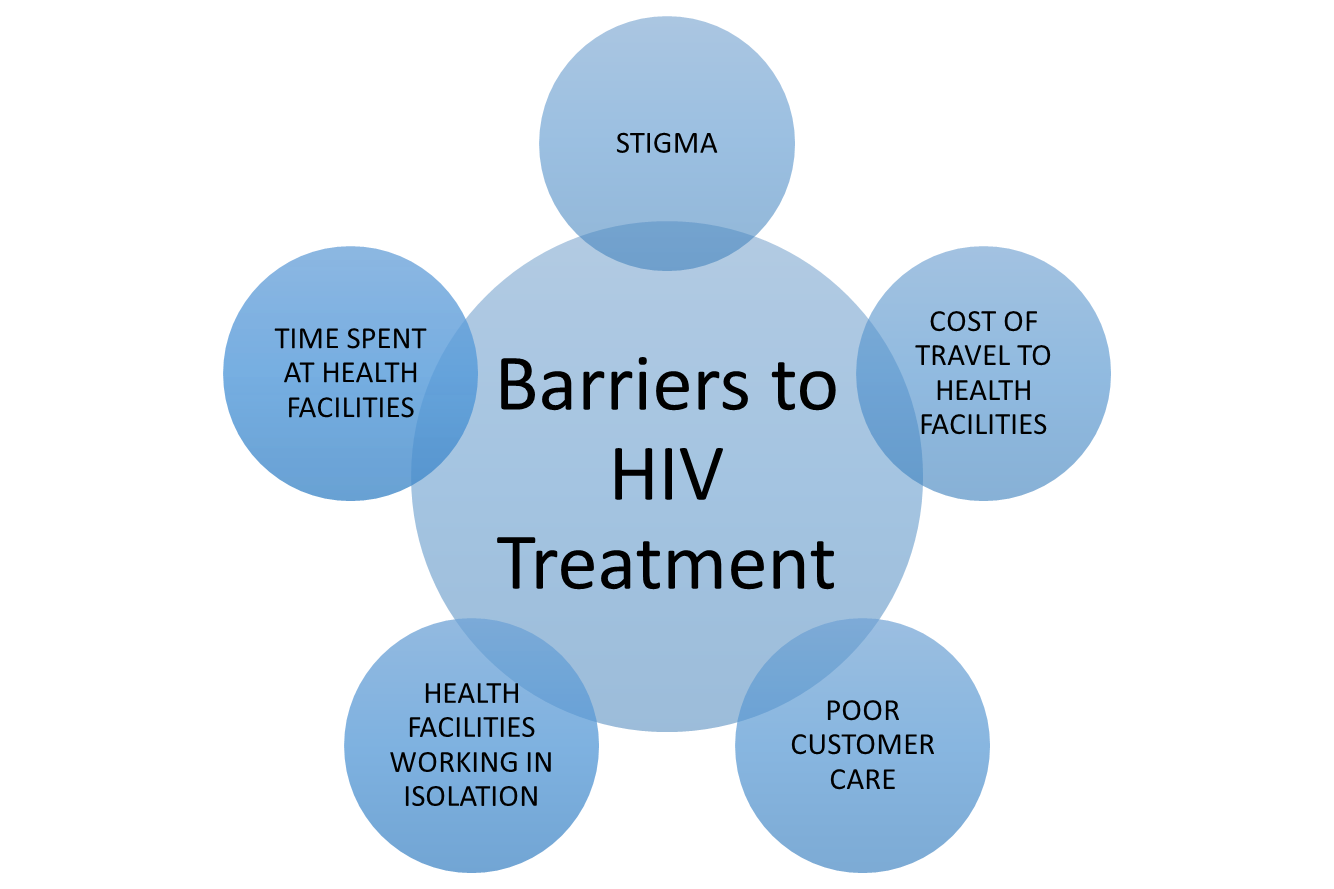 STIGMA
COST OF
TRAVEL TO
HEALTH
FACILITIES
POOR
CUSTOMER
CARE
HEALTH
FACILITIES
WORKING IN
ISOLATION
TIME SPENT
AT HEALTH
FACILITIES
Barriers to
HIV
Treatment